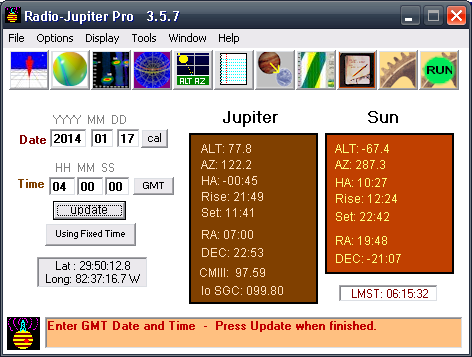 Radio-Jupiter Pro 3.5.7
File Options Display Tools Window Help
ALT AZ
RUN
YYYY MM DD
Date 2014 01 17 cal
HH MM SS
Time 04 00 00 GMT
update
Using Fixed Time
Lat : 29:50:12.8
Long: 82:37:16.7 W
Jupiter
ALT: 77.8
AZ: 122.2
HA: -00:45
Rise: 21:49
Set: 11:41
RA: 07:00
DEC: 22:53
CMIII: 97.59
Io SGC: 099.80
Sun
ALT: -67.4
AZ: 287.3
HA: 10:27
Rise: 12:24
Set: 22:42
RA: 19:48
DEC: -21:07
LMST: 06:15:32
Enter GMT Date and Time - Press Update when finished.